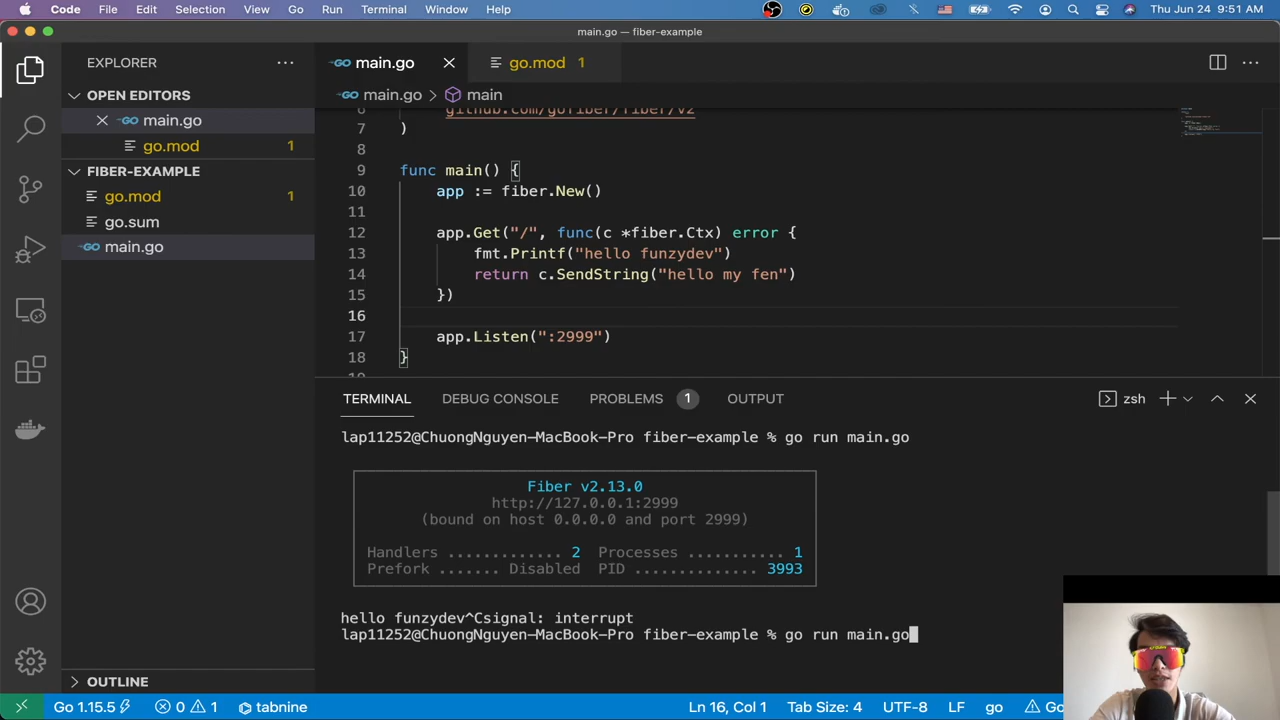 Code File Edit Selection View Go Run Terminal Window Help Thu Jun 24 9:51 AM
main.go — fiber-example
EXPLORER
main.go
go.mod 1
OPEN EDITORS
main.go
go.mod 1
FIBER-EXAMPLE
go.mod 1
go.sum
main.go
OUTLINE
main.go > main
6 github.com/gofiber/fiber/v2
7 )
8
9 func main() {
10 app := fiber.New()
11
12 app.Get("/", func(c *fiber.Ctx) error {
13 fmt.Printf("hello funzydev")
14 return c.SendString("hello my fen")
15 })
16
17 app.Listen(":2999")
18 }
TERMINAL DEBUG CONSOLE PROBLEMS 1 OUTPUT zsh
lap11252@ChuongNguyen-MacBook-Pro fiber-example % go run main.go
Fiber v2.13.0
http://127.0.0.1:2999
(bound on host 0.0.0.0 and port 2999)
Handlers ............. 2 Processes ........... 1
Prefork ....... Disabled PID .............. 3993
hello funzydev^Csignal: interrupt
lap11252@ChuongNguyen-MacBook-Pro fiber-example % go run main.go
Go 1.15.5 0 1 tabnine Ln 16, Col 1 Tab Size: 4 UTF-8 LF go Go